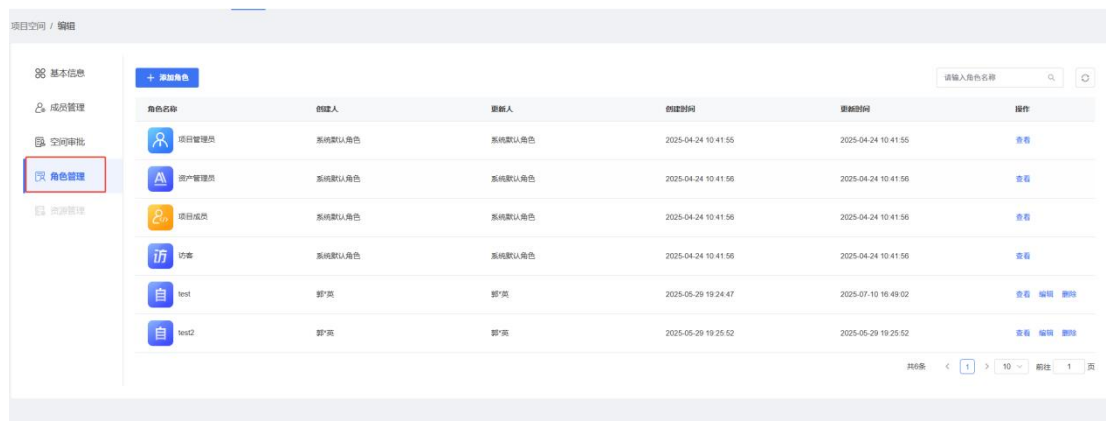 项目空间 / 编辑
基本信息
成员管理
空间审批
角色管理
资源管理
+ 添加角色
请输入角色名称
角色名称 创建人 更新人 创建时间 更新时间 操作
项目管理员 系统默认角色 系统默认角色 2025-04-24 10:41:55 2025-04-24 10:41:55 查看
资产管理员 系统默认角色 系统默认角色 2025-04-24 10:41:56 2025-04-24 10:41:56 查看
项目成员 系统默认角色 系统默认角色 2025-04-24 10:41:56 2025-04-24 10:41:56 查看
访 访客 系统默认角色 系统默认角色 2025-04-24 10:41:56 2025-04-24 10:41:56 查看
自 test 郭*英 郭*英 2025-05-29 19:24:47 2025-07-10 16:49:02 查看 编辑 删除
自 test2 郭*英 郭*英 2025-05-29 19:25:52 2025-05-29 19:25:52 查看 编辑 删除
共6条 < 1 > 10 前往 1 页